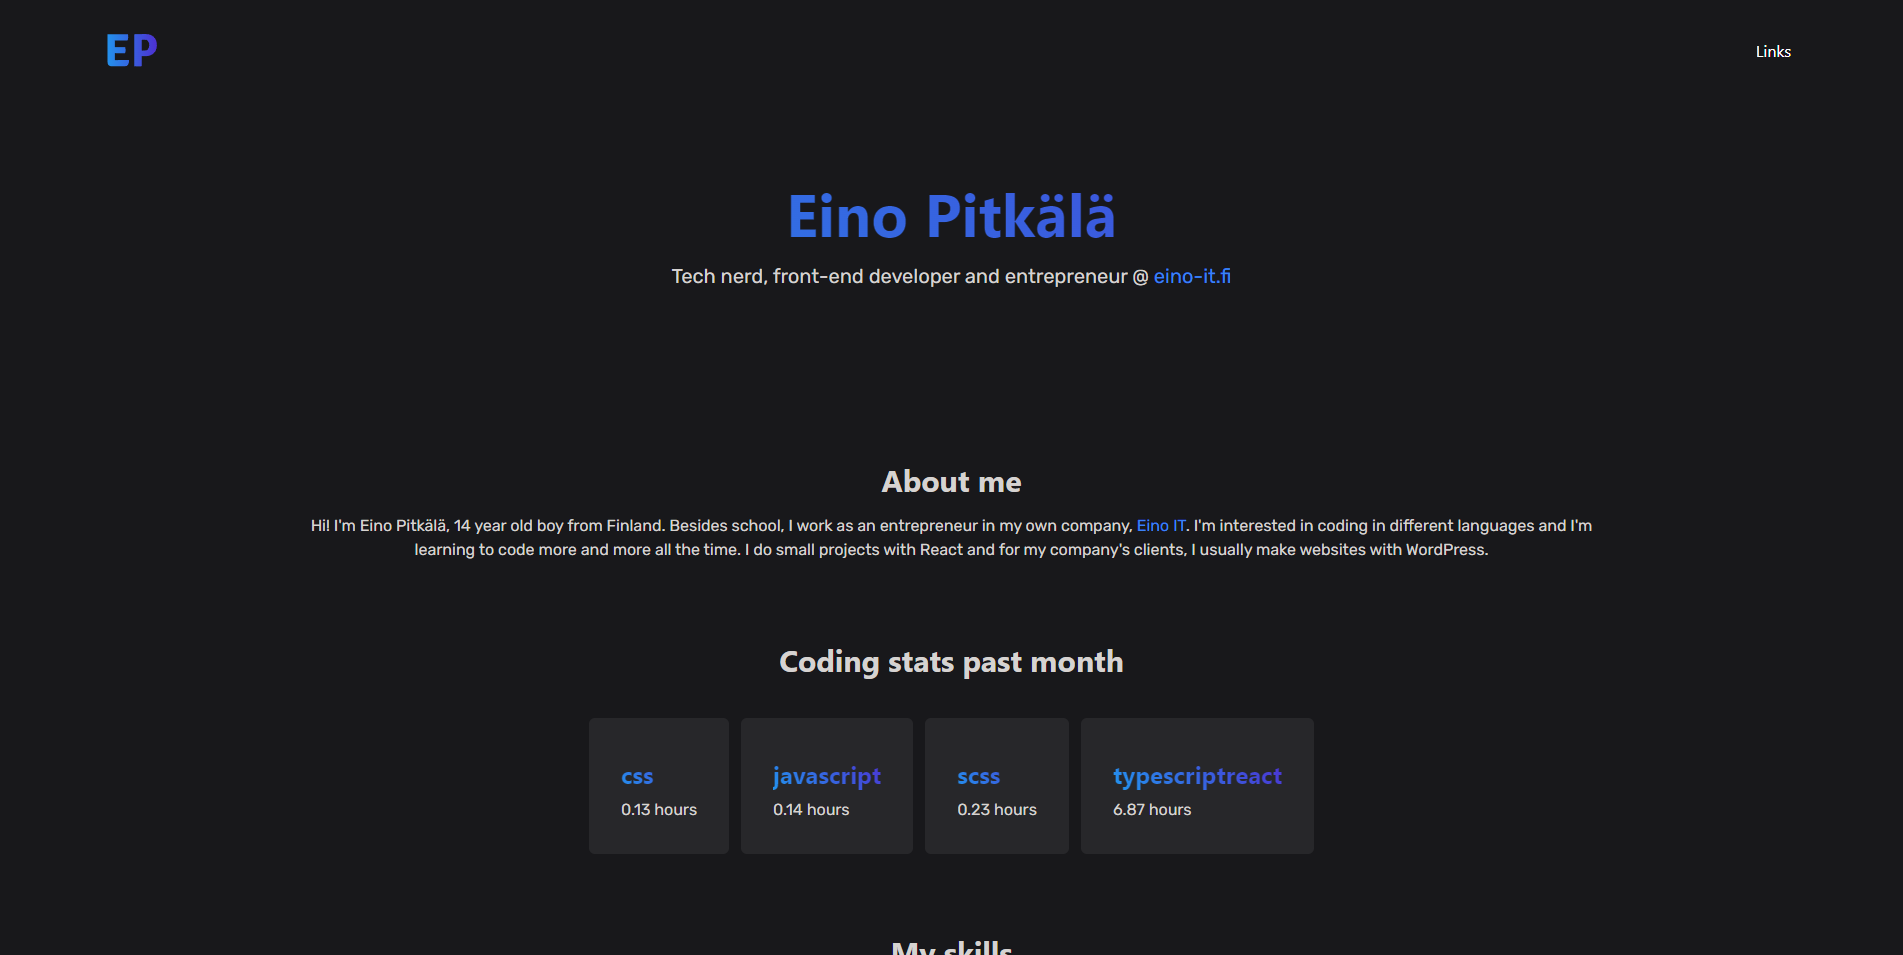 EP
Links
Eino Pitkälä
Tech nerd, front-end developer and entrepreneur @ eino-it.fi
About me
Hi! I'm Eino Pitkälä, 14 year old boy from Finland. Besides school, I work as an entrepreneur in my own company, Eino IT. I'm interested in coding in different languages and I'm
learning to code more and more all the time. I do small projects with React and for my company's clients, I usually make websites with WordPress.
Coding stats past month
css
0.13 hours
javascript
0.14 hours
scss
0.23 hours
typescriptreact
6.87 hours
My skills